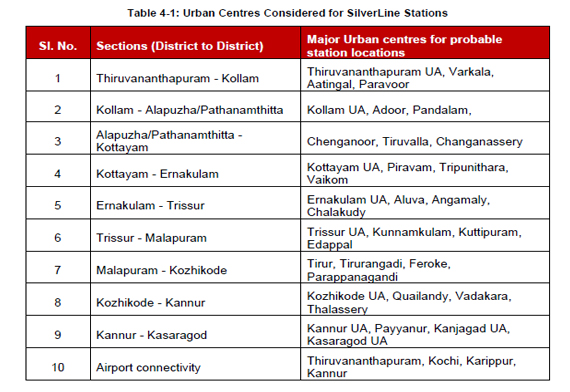 Table 4-1: Urban Centres Considered for SilverLine Stations
Sl. No.
Sections (District to District)
Major Urban centres for probable
station locations
1
Thiruvananthapuram - Kollam
Thiruvananthapuram UA, Varkala,
Aatingal, Paravoor
2
Kollam - Alapuzha/Pathanamthitta
Kollam UA, Adoor, Pandalam,
3
Alapuzha/Pathanamthitta -
Kottayam
Chenganoor, Tiruvalla, Changanassery
4
Kottayam - Ernakulam
Kottayam UA, Piravam, Tripunithara,
Vaikom
5
Ernakulam - Trissur
Ernakulam UA, Aluva, Angamaly,
Chalakudy
6
Trissur - Malapuram
Trissur UA, Kunnamkulam, Kuttipuram,
Edappal
7
Malapuram - Kozhikode
Tirur, Tirurangadi, Feroke,
Parappanagandi
8
Kozhikode - Kannur
Kozhikode UA, Quailandy, Vadakara,
Thalassery
9
Kannur - Kasaragod
Kannur UA, Payyanur, Kanjagad UA,
Kasaragod UA
10
Airport connectivity
Thiruvananthapuram, Kochi, Karippur,
Kannur